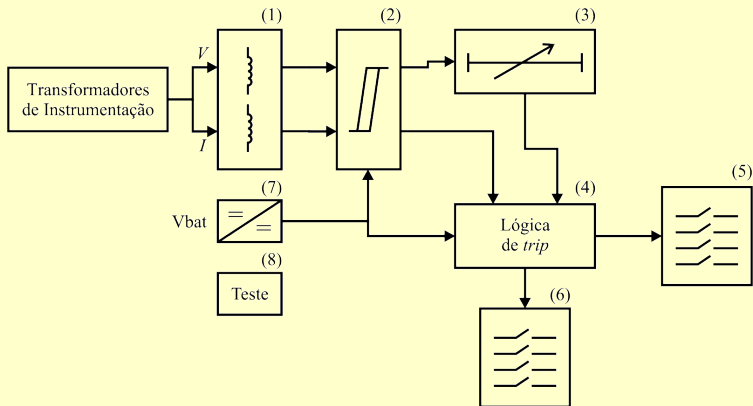 (1)
(2)
(3)
V
Transformadores
de Instrumentação
I
(7)
(4)
(5)
Vbat
Lógica
de trip
(8)
Teste
(6)